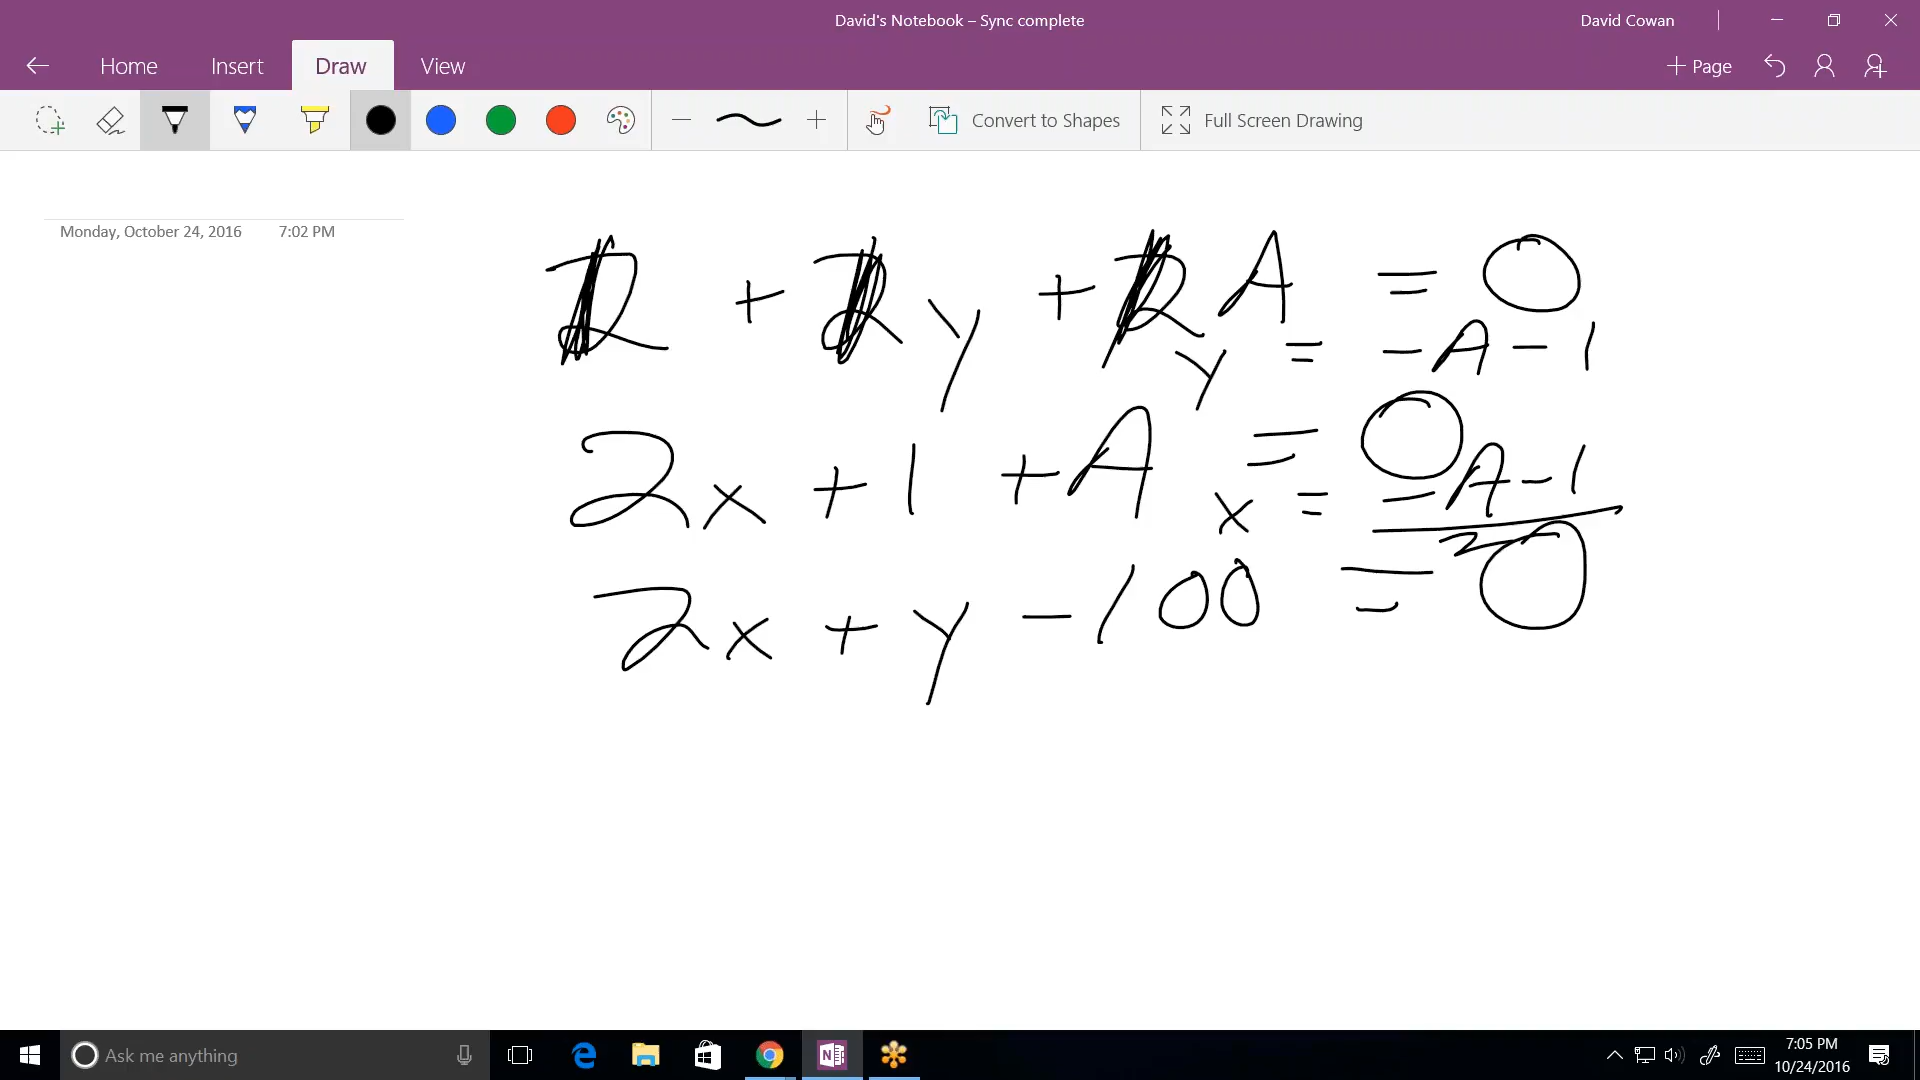 David's Notebook – Sync complete
David Cowan
Home Insert Draw View
Page
Convert to Shapes
Full Screen Drawing
Monday, October 24, 2016 7:02 PM
+ y + A = 0
y = -A - 1
2x + 1 + A = 0
x = -A-1
2
2x + y - 100 = 0
Ask me anything
7:05 PM
10/24/2016